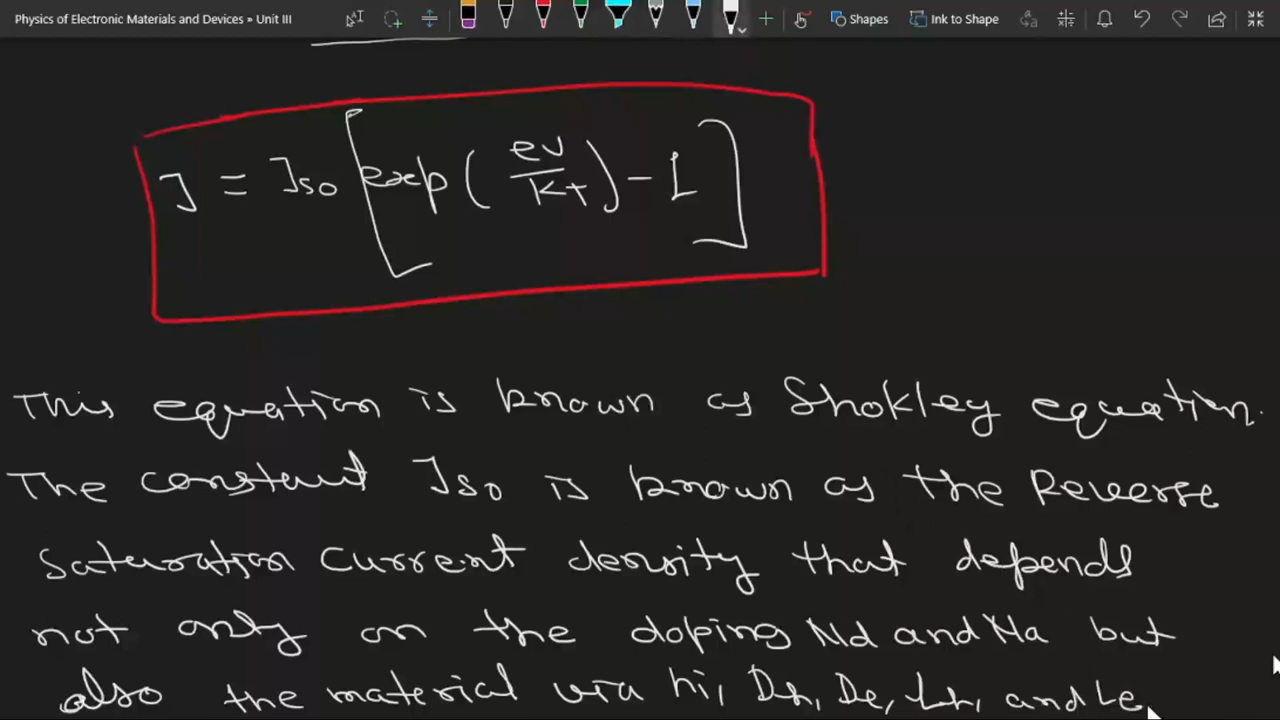 Physics of Electronic Materials and Devices » Unit III
Shapes
Ink to Shape
J = Jso [exp(eV/kT) - 1]
This equation is known as Shokley equation.
The constant Jso is known as the Reverse
saturation current density that depends
not only on the doping Nd and Na but
also the material via ni, Dh, De, Lh, and Le,